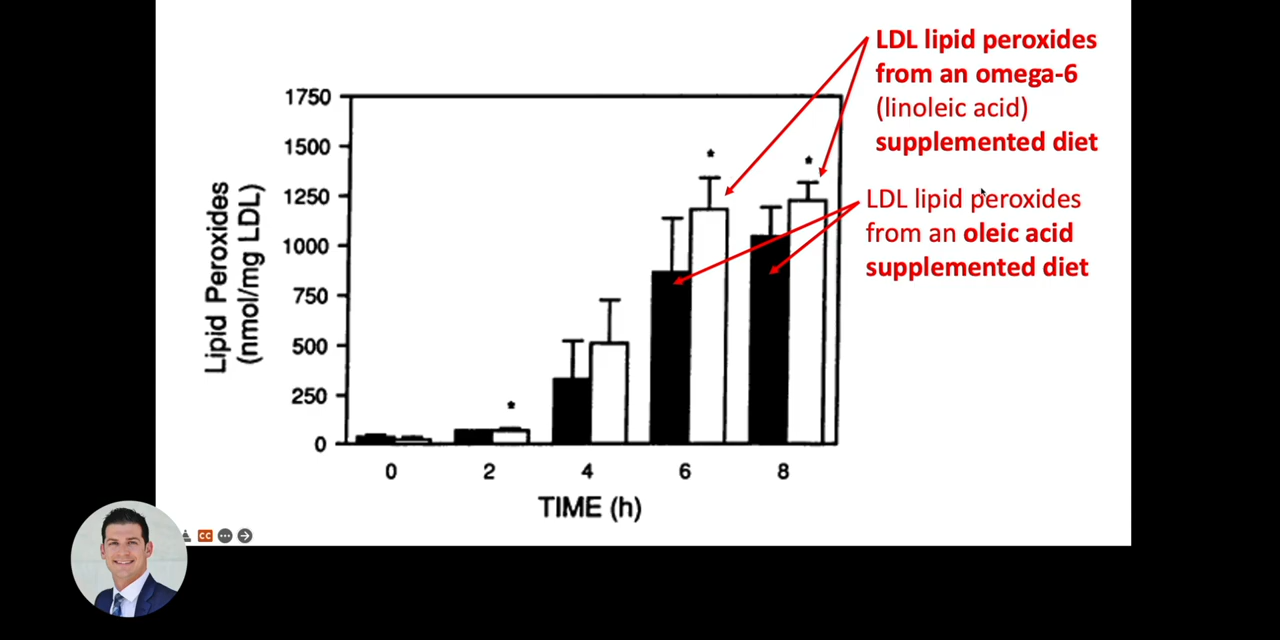 LDL lipid peroxides
from an omega-6
(linoleic acid)
supplemented diet
LDL lipid peroxides
from an oleic acid
supplemented diet
Lipid Peroxides
(nmol/mg LDL)
1750
1500
1250
1000
750
500
250
0
*
*
*
0 2 4 6 8
TIME (h)
CC